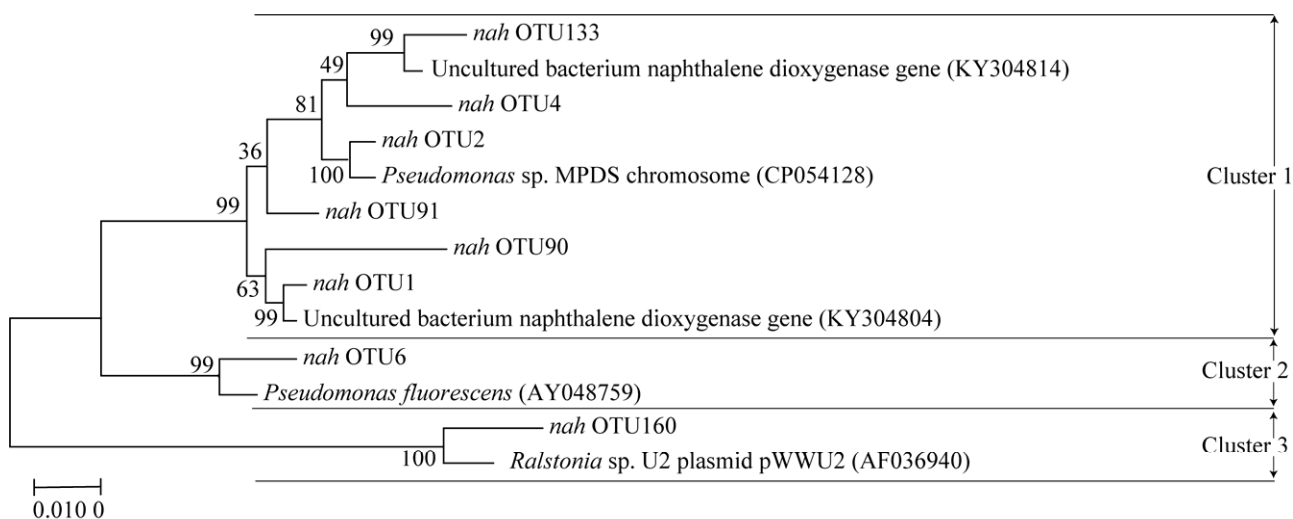 99
nah OTU133
Uncultured bacterium naphthalene dioxygenase gene (KY304814)
49
nah OTU4
81
nah OTU2
100
Pseudomonas sp. MPDS chromosome (CP054128)
36
nah OTU91
99
nah OTU90
63
nah OTU1
99
Uncultured bacterium naphthalene dioxygenase gene (KY304804)
Cluster 1
99
nah OTU6
Pseudomonas fluorescens (AY048759)
Cluster 2
nah OTU160
100
Ralstonia sp. U2 plasmid pWWU2 (AF036940)
Cluster 3
0.010 0